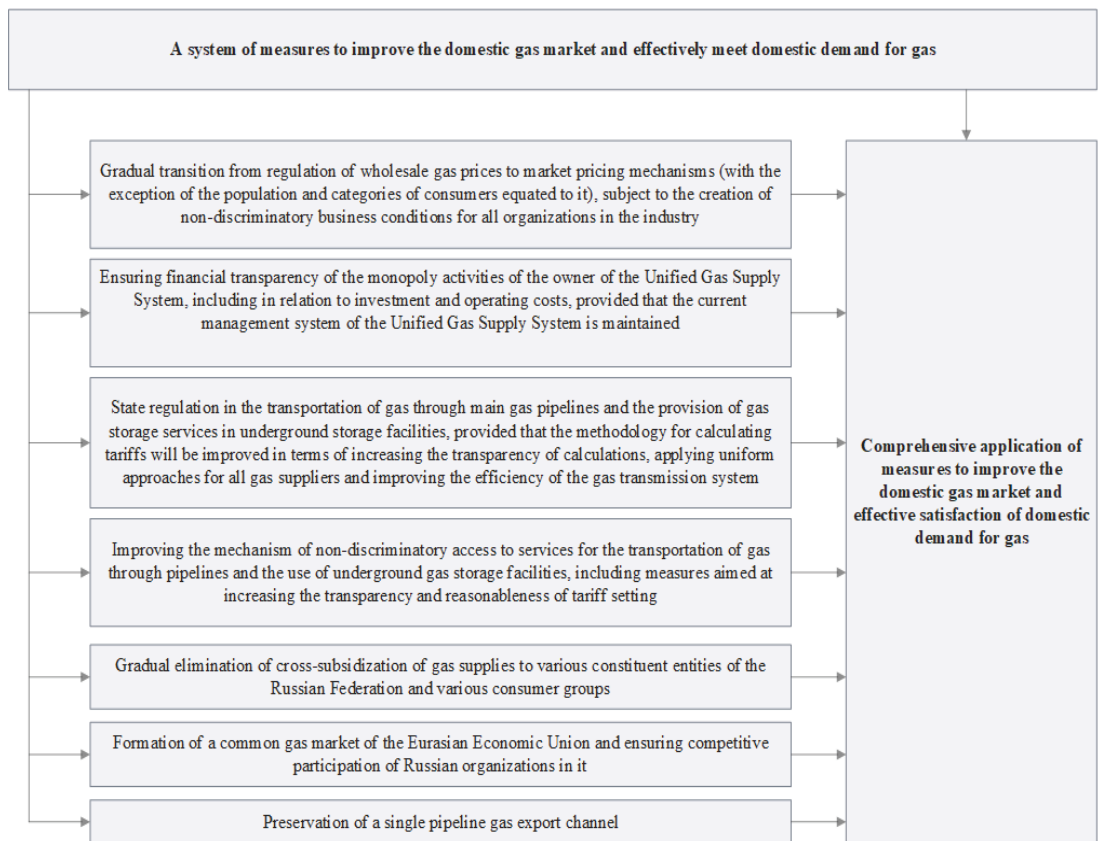 A system of measures to improve the domestic gas market and effectively meet domestic demand for gas
Gradual transition from regulation of wholesale gas prices to market pricing mechanisms (with the
exception of the population and categories of consumers equated to it), subject to the creation of
non-discriminatory business conditions for all organizations in the industry
Ensuring financial transparency of the monopoly activities of the owner of the Unified Gas Supply
System, including in relation to investment and operating costs, provided that the current
management system of the Unified Gas Supply System is maintained
State regulation in the transportation of gas through main gas pipelines and the provision of gas
storage services in underground storage facilities, provided that the methodology for calculating
tariffs will be improved in terms of increasing the transparency of calculations, applying uniform
approaches for all gas suppliers and improving the efficiency of the gas transmission system
Improving the mechanism of non-discriminatory access to services for the transportation of gas
through pipelines and the use of underground gas storage facilities, including measures aimed at
increasing the transparency and reasonableness of tariff setting
Gradual elimination of cross-subsidization of gas supplies to various constituent entities of the
Russian Federation and various consumer groups
Formation of a common gas market of the Eurasian Economic Union and ensuring competitive
participation of Russian organizations in it
Preservation of a single pipeline gas export channel
Comprehensive application of
measures to improve the
domestic gas market and
effective satisfaction of domestic
demand for gas